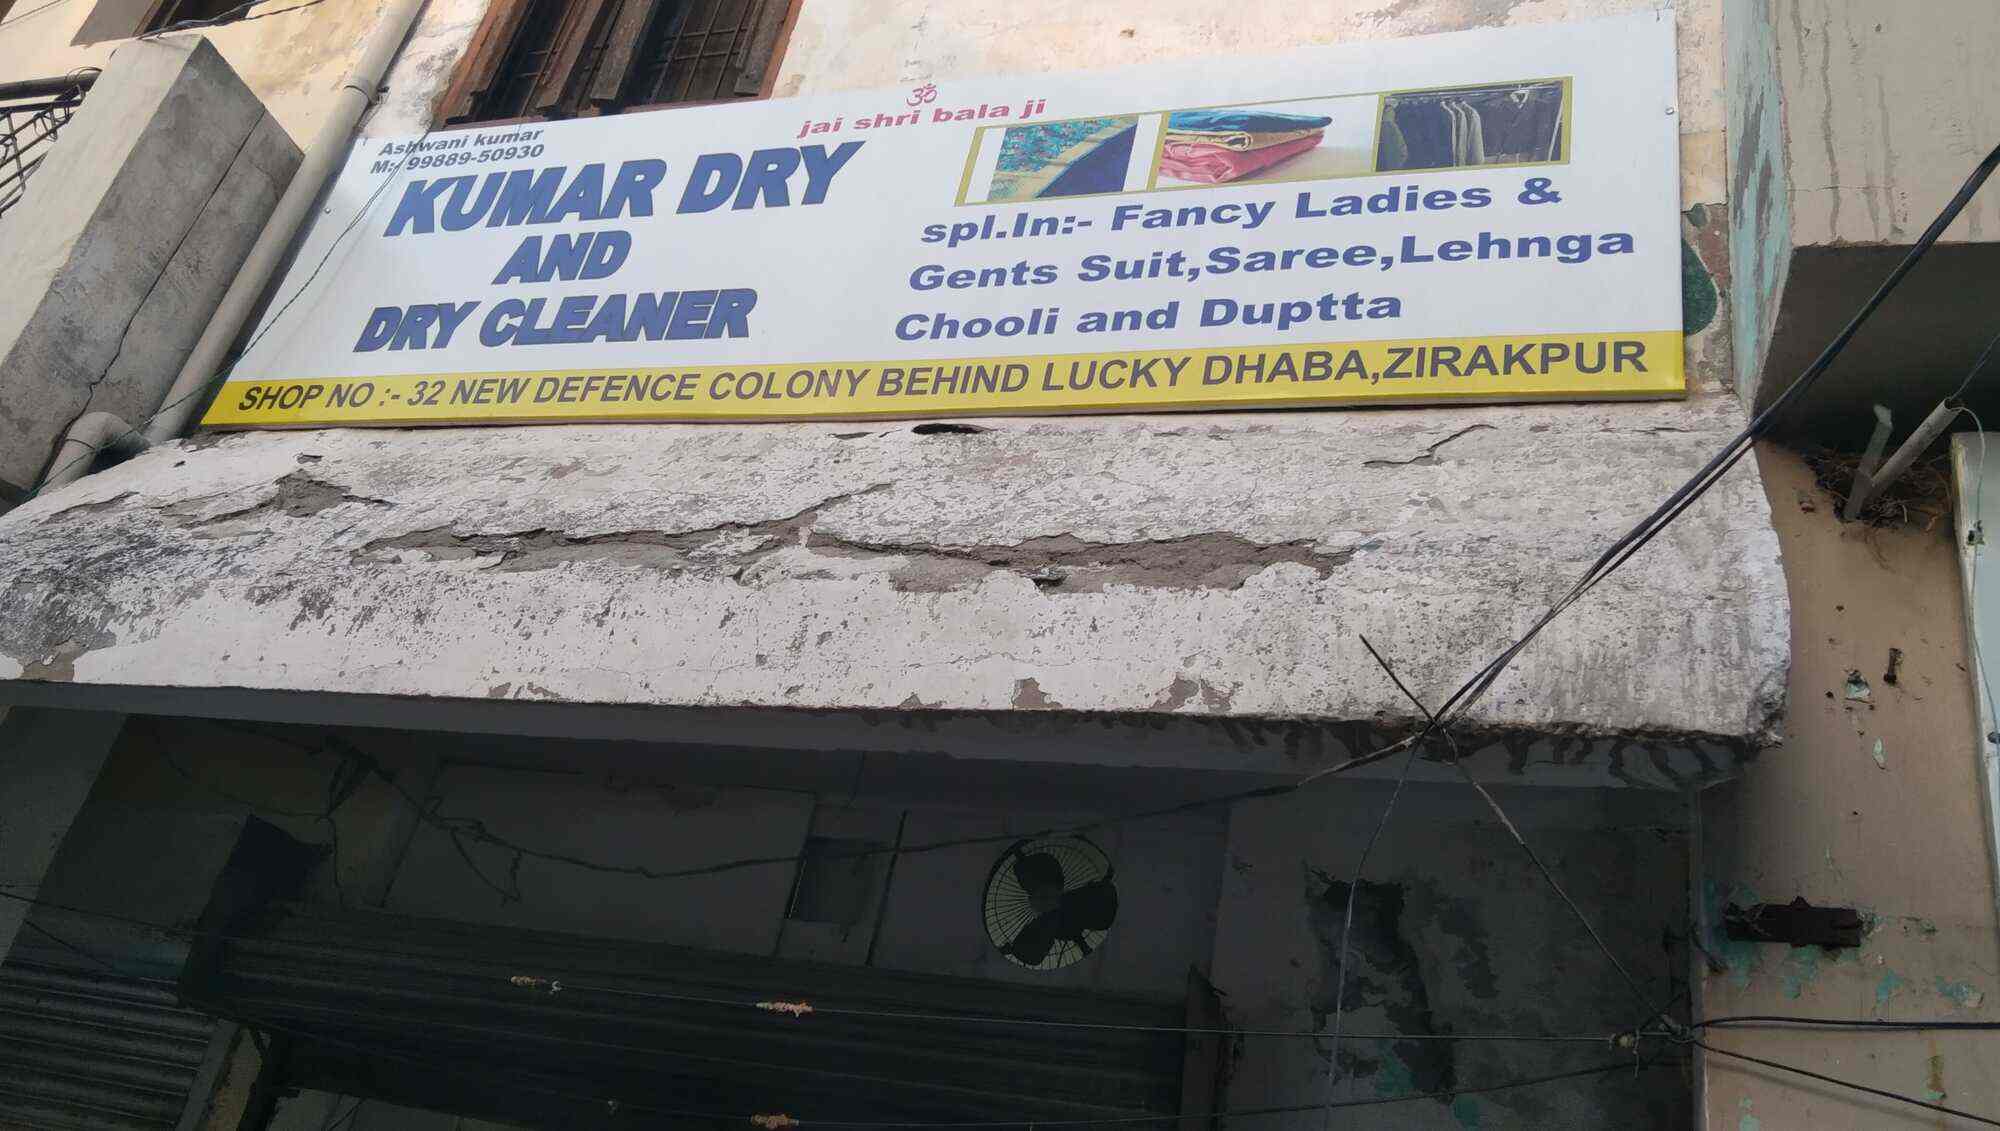 ॐ
jai shri bala ji
Ashwani kumar
M:- 99889-50930
KUMAR DRY
AND
DRY CLEANER
spl.In:- Fancy Ladies &
Gents Suit,Saree,Lehnga
Chooli and Duptta
SHOP NO :- 32 NEW DEFENCE COLONY BEHIND LUCKY DHABA,ZIRAKPUR